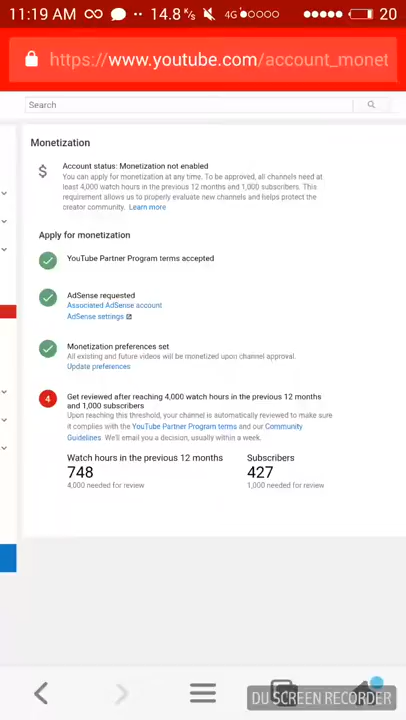 11:19 AM 14.8 K/s 4G 20
https://www.youtube.com/account_monet
Search
Monetization
$
Account status: Monetization not enabled
You can apply for monetization at any time. To be approved, all channels need at
least 4,000 watch hours in the previous 12 months and 1,000 subscribers. This
requirement allows us to properly evaluate new channels and helps protect the
creator community. Learn more
Apply for monetization
YouTube Partner Program terms accepted
AdSense requested
Associated AdSense account
AdSense settings
Monetization preferences set
All existing and future videos will be monetized upon channel approval.
Update preferences
4
Get reviewed after reaching 4,000 watch hours in the previous 12 months
and 1,000 subscribers
Upon reaching this threshold, your channel is automatically reviewed to make sure
it complies with the YouTube Partner Program terms and our Community
Guidelines. We'll email you a decision, usually within a week.
Watch hours in the previous 12 months Subscribers
748 427
4,000 needed for review 1,000 needed for review
DU SCREEN RECORDER